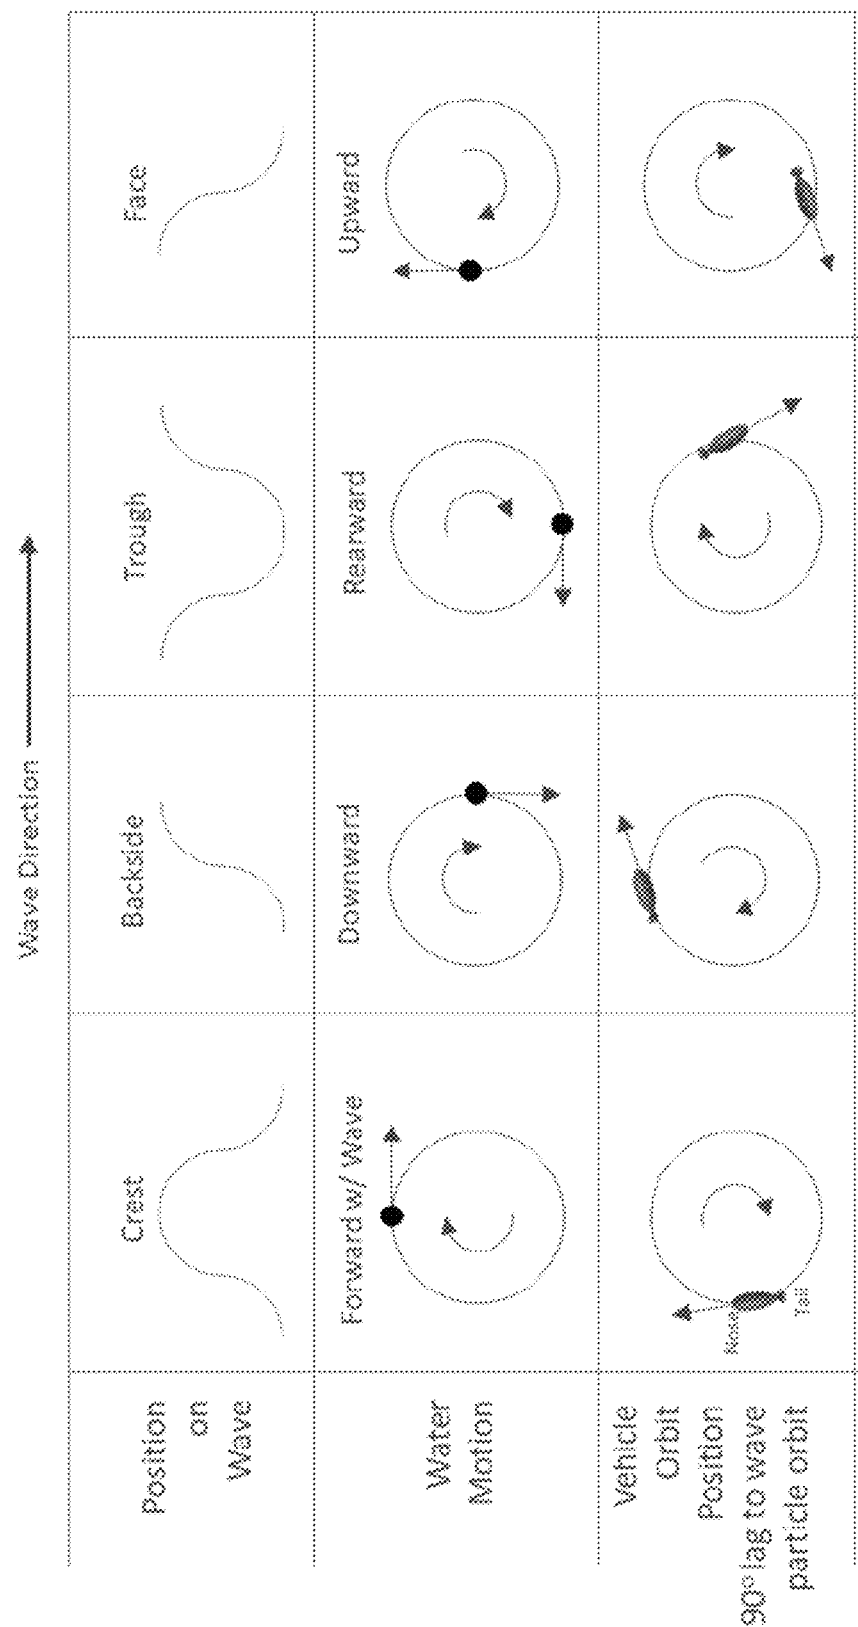 Wave Direction
Position
on
Wave
Crest
Backside
Trough
Face
Water
Motion
Forward w/ Wave
Downward
Rearward
Upward
Vehicle
Orbit
Position
90° lag to wave
particle orbit
Nose
Tail